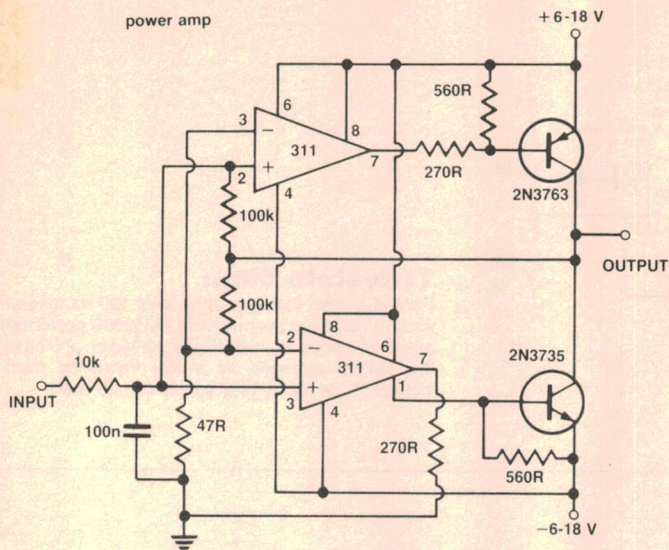 power amp
+6-18 V
6
560R
3
−
8
311
7
+
2
270R
4
2N3763
100k
OUTPUT
100k
8
2
−
6
7
2N3735
10k
311
1
INPUT
+
3
4
100n
47R
270R
560R
−6-18 V